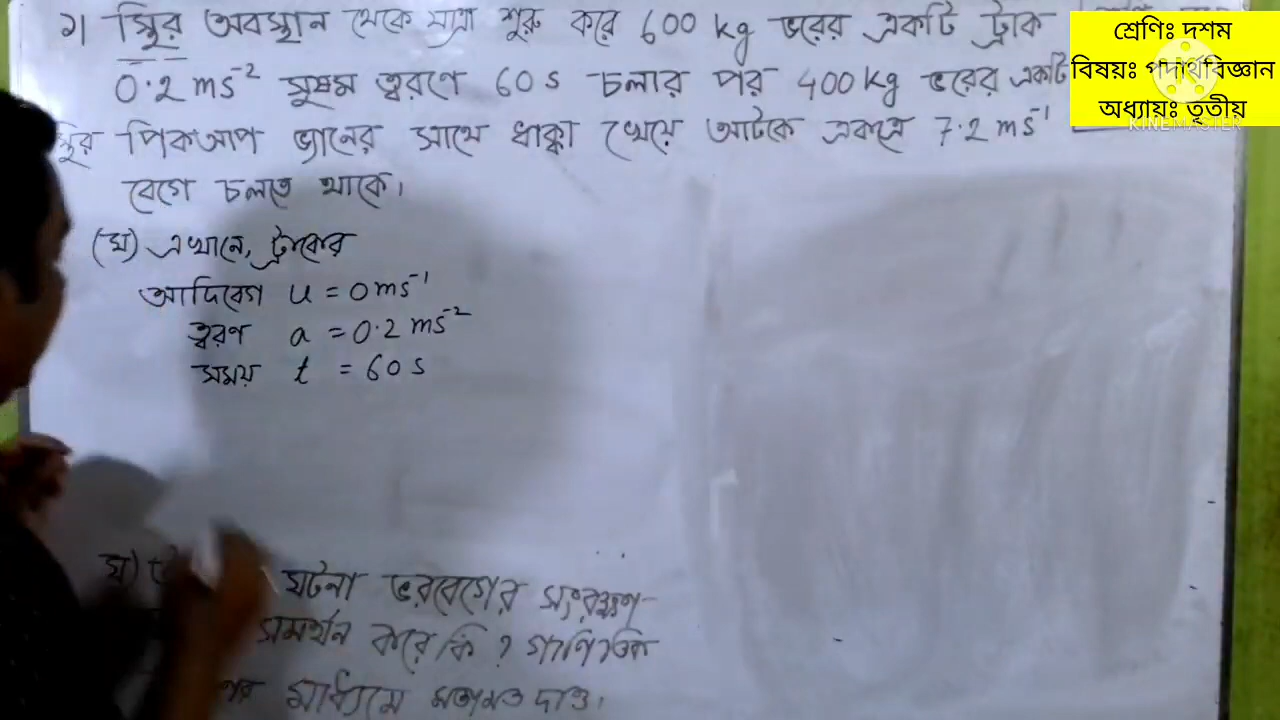 ১। স্থির অবস্থান থেকে যাত্রা শুরু করে 600 kg ভরের একটি ট্রাক
0.2 ms⁻² সুষম ত্বরণে 60 s চলার পর 400 kg ভরের একটি
স্থির পিকআপ ভ্যানের সাথে ধাক্কা খেয়ে আটকে একত্রে 7.2 ms⁻¹
বেগে চলতে থাকে।
(ঘ) এখানে, ট্রাকের
আদিবেগ u = 0 ms⁻¹
ত্বরণ a = 0.2 ms⁻²
সময় t = 60 s
ঘ) ঘটনা ভরবেগের সংরক্ষণ-
সমর্থন করে কি? গাণিতিক
মাধ্যমে মতামত দাও।
শ্রেণিঃ দশম
বিষয়ঃ পদার্থবিজ্ঞান
অধ্যায়ঃ তৃতীয়
KINEMASTER